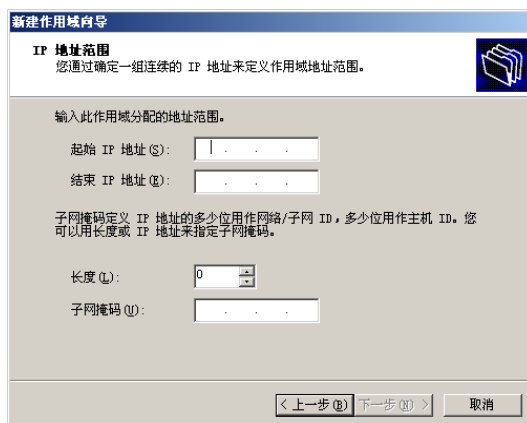 新建作用域向导
IP 地址范围
您通过确定一组连续的 IP 地址来定义作用域地址范围。
输入此作用域分配的地址范围。
起始 IP 地址(S):
. . .
结束 IP 地址(E):
. . .
子网掩码定义 IP 地址的多少位用作网络/子网 ID，多少位用作主机 ID。您
可以用长度或 IP 地址来指定子网掩码。
长度(L):
0
子网掩码(U):
. . .
< 上一步(B)
下一步(N) >
取消